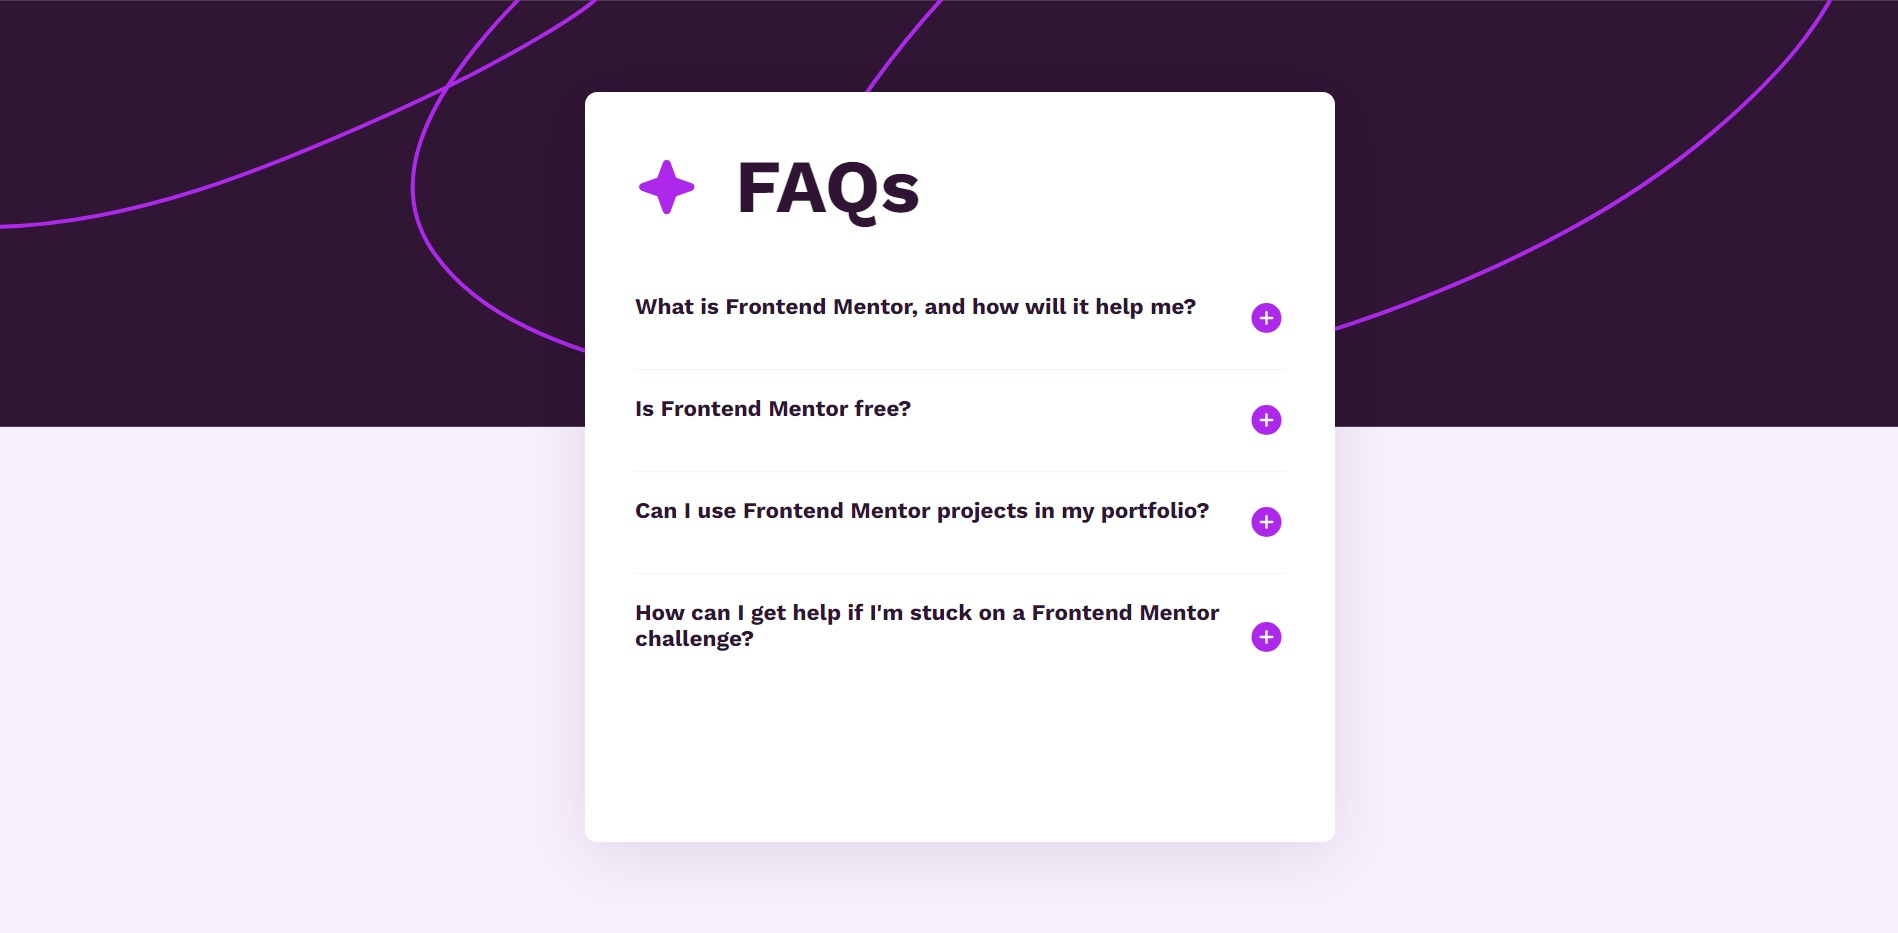 FAQs
What is Frontend Mentor, and how will it help me?
Is Frontend Mentor free?
Can I use Frontend Mentor projects in my portfolio?
How can I get help if I'm stuck on a Frontend Mentor
challenge?